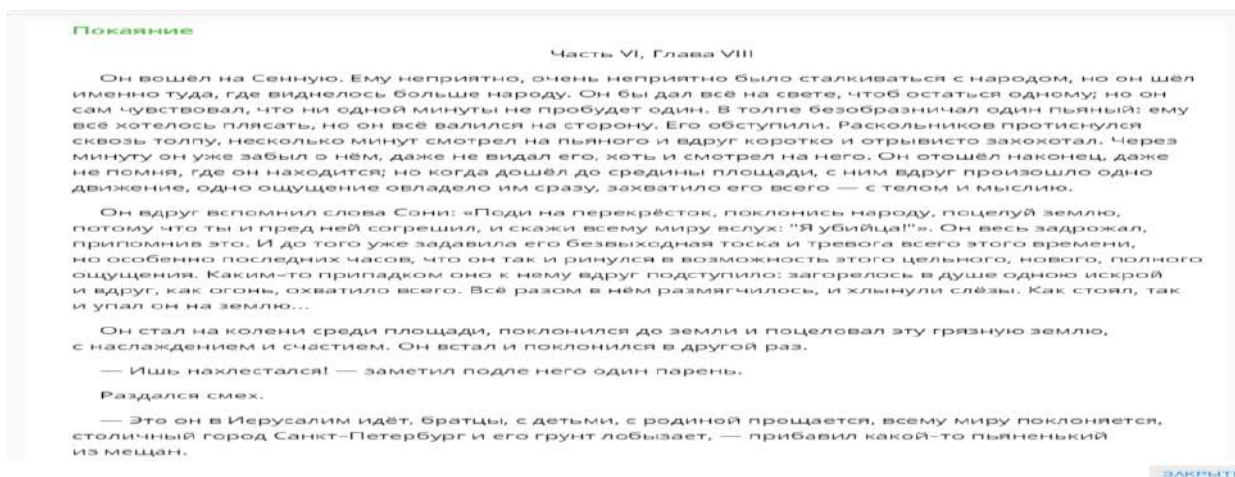 Покаяние
Часть VI, Глава VIII
Он вошёл на Сенную. Ему неприятно, очень неприятно было сталкиваться с народом, но он шёл
именно туда, где виднелось больше народу. Он бы дал всё на свете, чтоб остаться одному; но он
сам чувствовал, что ни одной минуты не пробудет один. В толпе безобразничал один пьяный: ему
всё хотелось плясать, но он всё валился на сторону. Его обступили. Раскольников протиснулся
сквозь толпу, несколько минут смотрел на пьяного и вдруг коротко и отрывисто захохотал. Через
минуту он уже забыл о нём, даже не видал его, хоть и смотрел на него. Он отошёл наконец, даже
не помня, где он находится; но когда дошёл до средины площади, с ним вдруг произошло одно
движение, одно ощущение овладело им сразу, захватило его всего — с телом и мыслию.
Он вдруг вспомнил слова Сони: «Поди на перекрёсток, поклонись народу, поцелуй землю,
потому что ты и пред ней согрешил, и скажи всему миру вслух: "Я убийца!"». Он весь задрожал,
припомнив это. И до того уже задавила его безвыходная тоска и тревога всего этого времени,
но особенно последних часов, что он так и ринулся в возможность этого цельного, нового, полного
ощущения. Каким-то припадком оно к нему вдруг подступило: загорелось в душе одною искрой
и вдруг, как огонь, охватило всего. Всё разом в нём размягчилось, и хлынули слёзы. Как стоял, так
и упал он на землю...
Он стал на колени среди площади, поклонился до земли и поцеловал эту грязную землю,
с наслаждением и счастием. Он встал и поклонился в другой раз.
— Ишь нахлестался! — заметил подле него один парень.
Раздался смех.
— Это он в Иерусалим идёт, братцы, с детьми, с родиной прощается, всему миру поклоняется,
столичный город Санкт-Петербург и его грунт лобызает, — прибавил какой-то пьяненький
из мещан.
ЗАКРЫТЬ